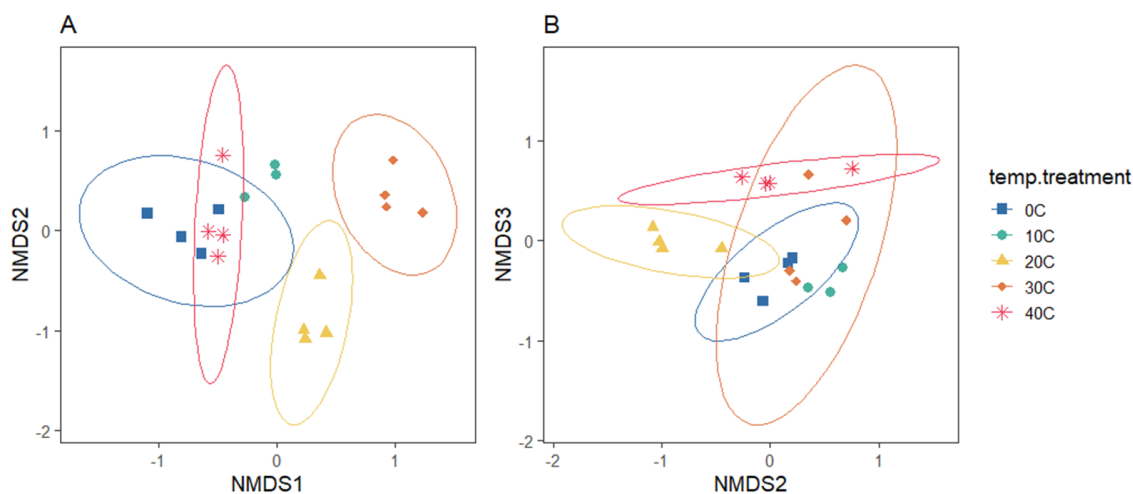 A
B
NMDS2
1
0
-1
-2
-1
0
1
NMDS1
NMDS3
1
0
-1
-2
-2
-1
0
1
NMDS2
temp.treatment
0C
10C
20C
30C
40C